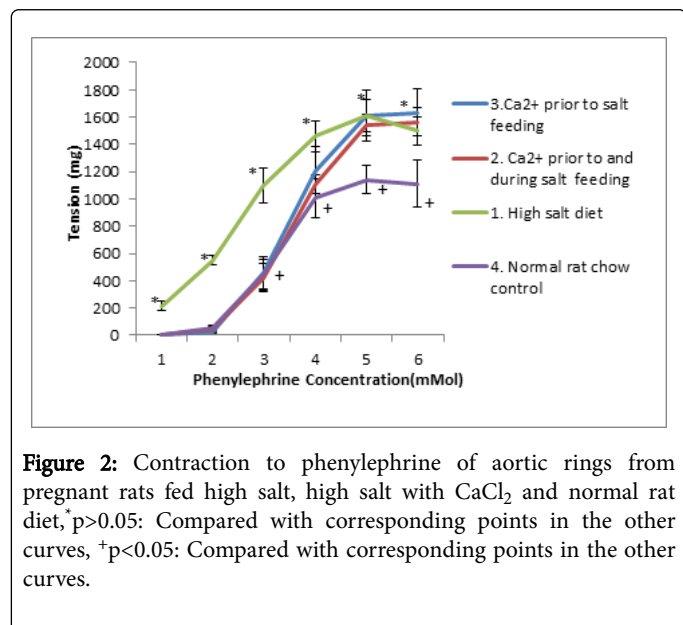 2000
1800
1600
1400
1200
1000
800
600
400
200
0
Tension (mg)
* * * * * *
+ + + +
1 2 3 4 5 6
Phenylephrine Concentration(mMol)
3.Ca2+ prior to salt
feeding
2. Ca2+ prior to and
during salt feeding
1. High salt diet
4. Normal rat chow
control
Figure 2: Contraction to phenylephrine of aortic rings from
pregnant rats fed high salt, high salt with CaCl₂ and normal rat
diet,*p>0.05: Compared with corresponding points in the other
curves, ⁺p<0.05: Compared with corresponding points in the other
curves.